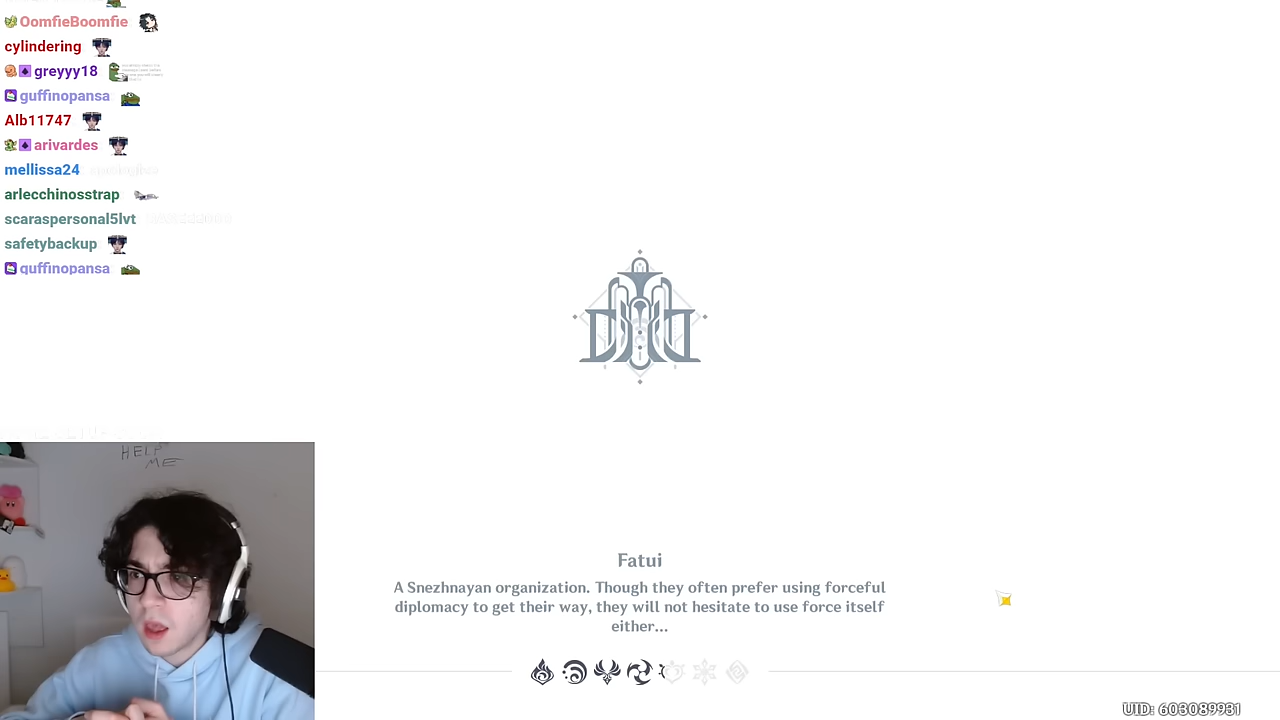 OomfieBoomfie
cylindering
greyyy18
guffinopansa
Alb11747
arivardes
mellissa24
arlecchinosstrap
scaraspersonal5lvt
safetybackup
guffinopansa
HELP
ME
Fatui
A Snezhnayan organization. Though they often prefer using forceful
diplomacy to get their way, they will not hesitate to use force itself
either...
UID: 603089931